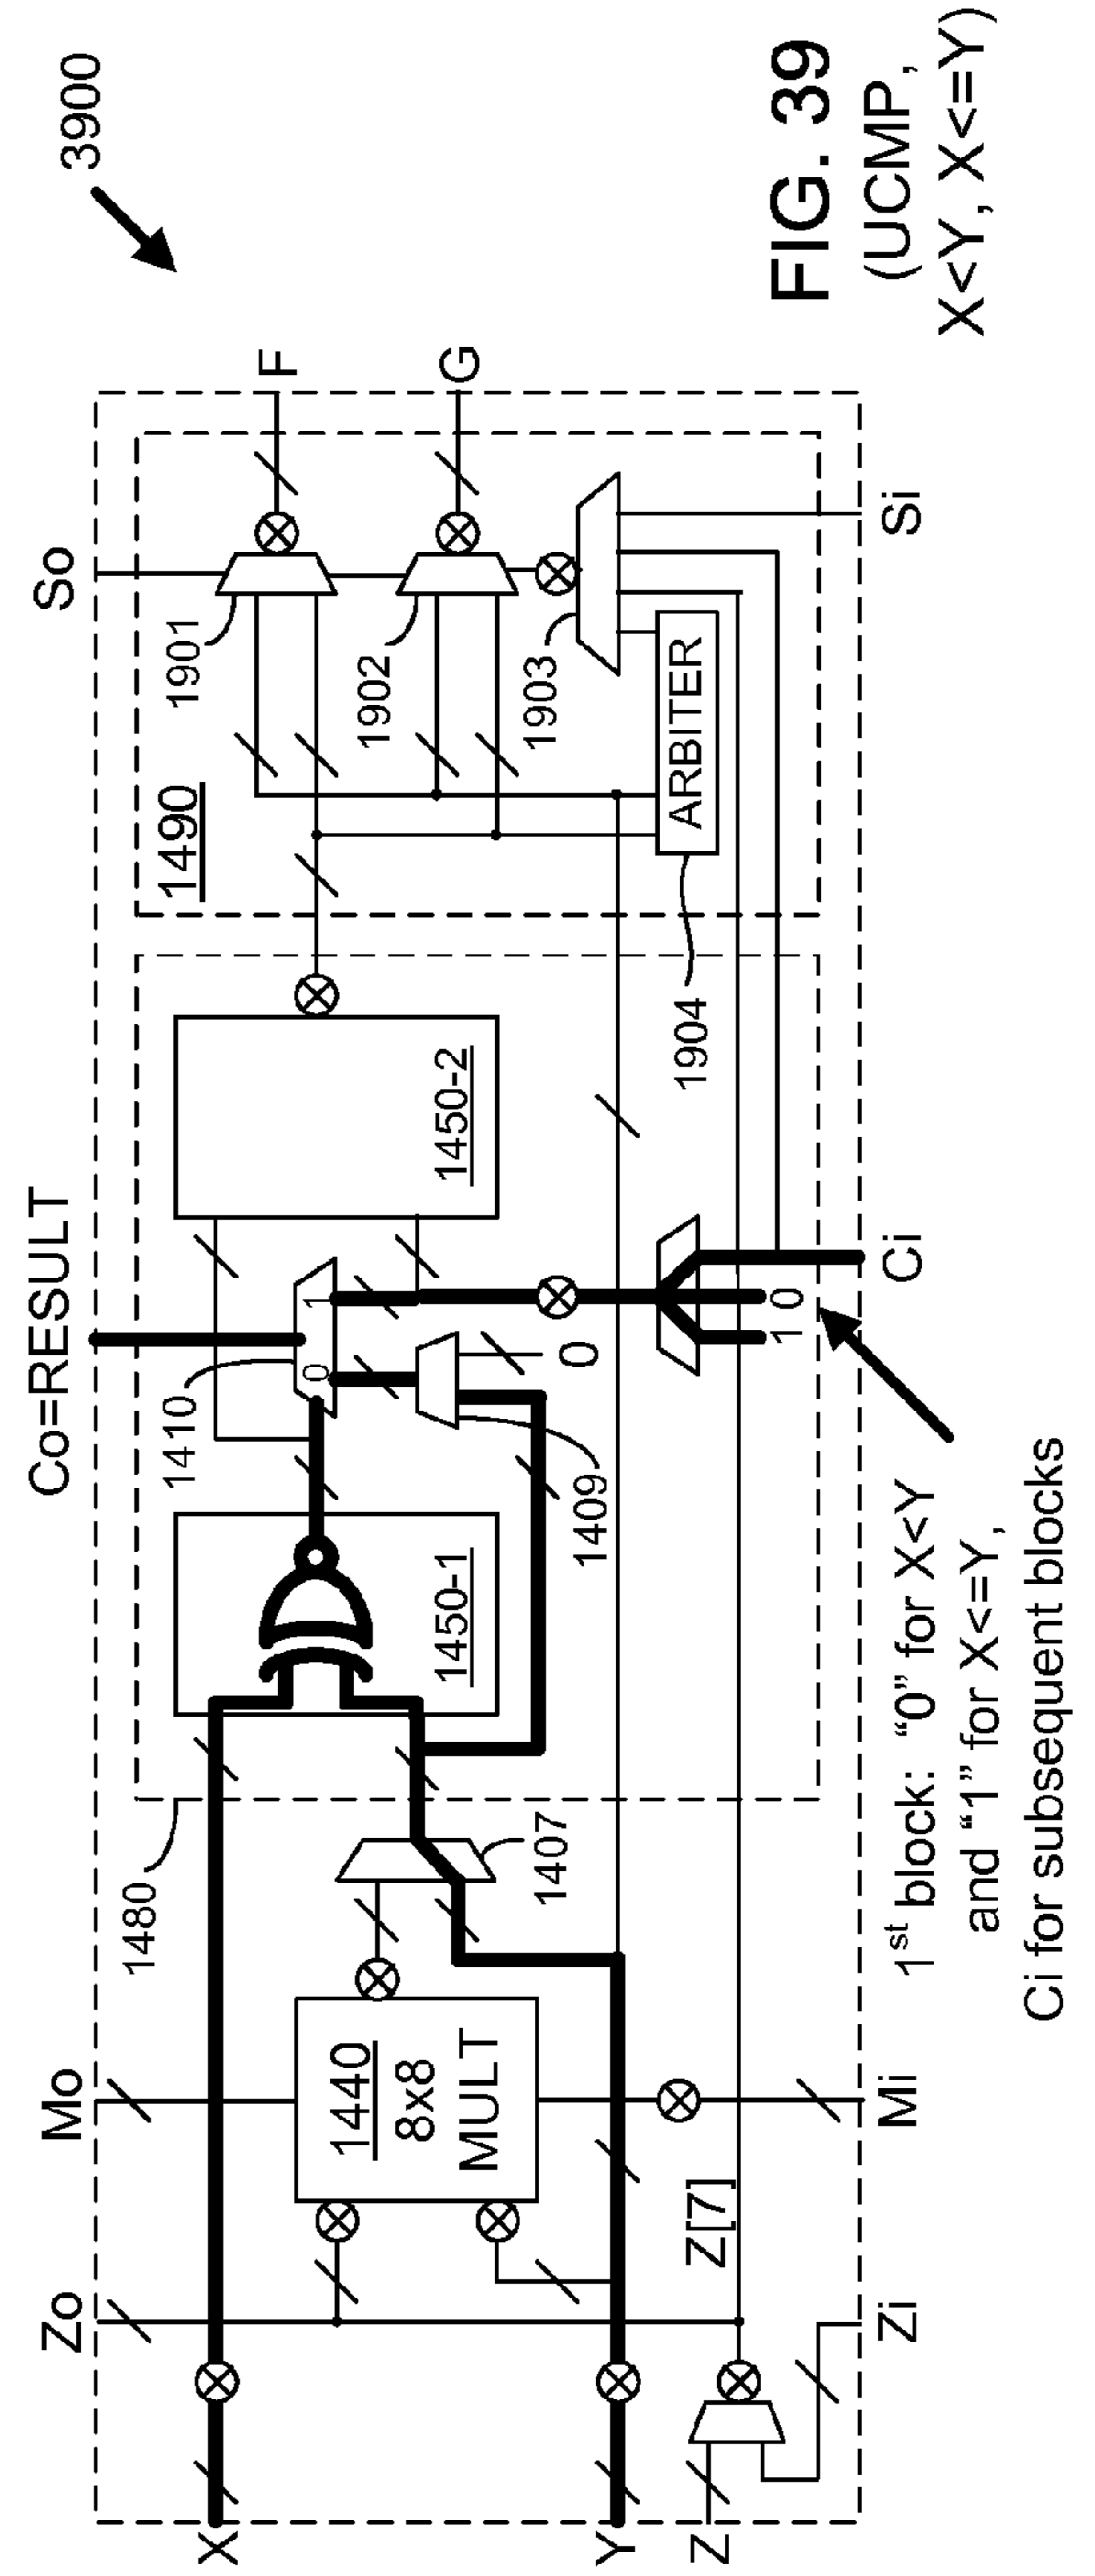 3900
Zo
Mo
Co=RESULT
So
X
Y
Z
1480
1440
8x8
MULT
1407
1450-1
1410
0
1
1409
0
1450-2
1490
1901
1902
1903
ARBITER
1904
F
G
Z[7]
1
0
Zi
Mi
Ci
Si
1st block: “0” for X<Y
and “1” for X<=Y,
Ci for subsequent blocks
FIG. 39
(UCMP,
X<Y, X<=Y)